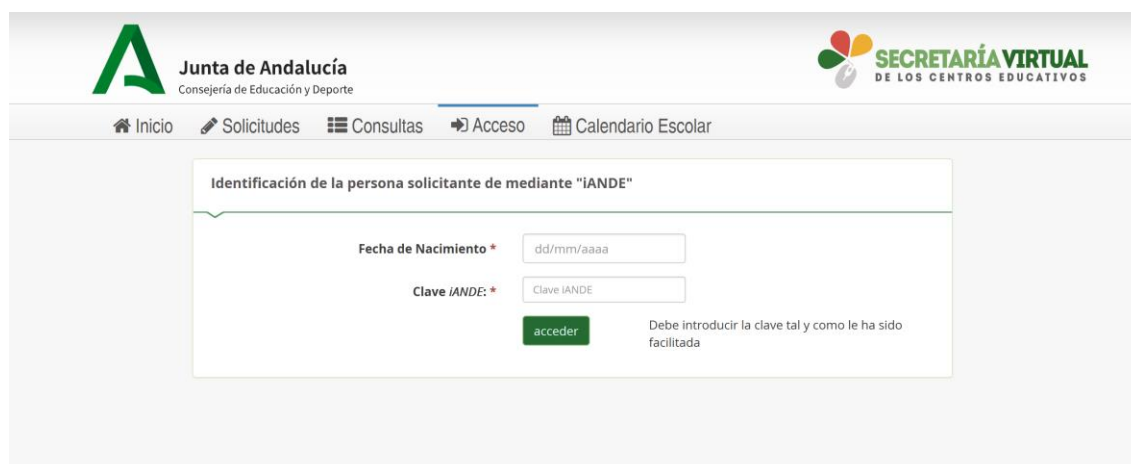 Junta de Andalucía
Consejería de Educación y Deporte
SECRETARÍA VIRTUAL
DE LOS CENTROS EDUCATIVOS
Inicio Solicitudes Consultas Acceso Calendario Escolar
Identificación de la persona solicitante de mediante "iANDE"
Fecha de Nacimiento * dd/mm/aaaa
Clave iANDE: * Clave iANDE
acceder Debe introducir la clave tal y como le ha sido
facilitada